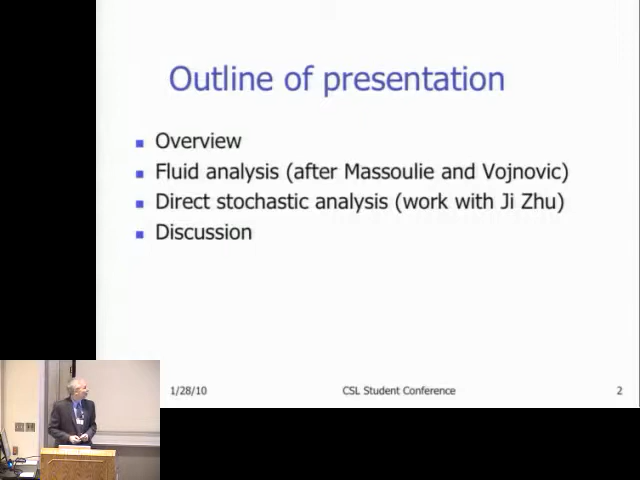 Outline of presentation
Overview
Fluid analysis (after Massoulie and Vojnovic)
Direct stochastic analysis (work with Ji Zhu)
Discussion
1/28/10 CSL Student Conference 2